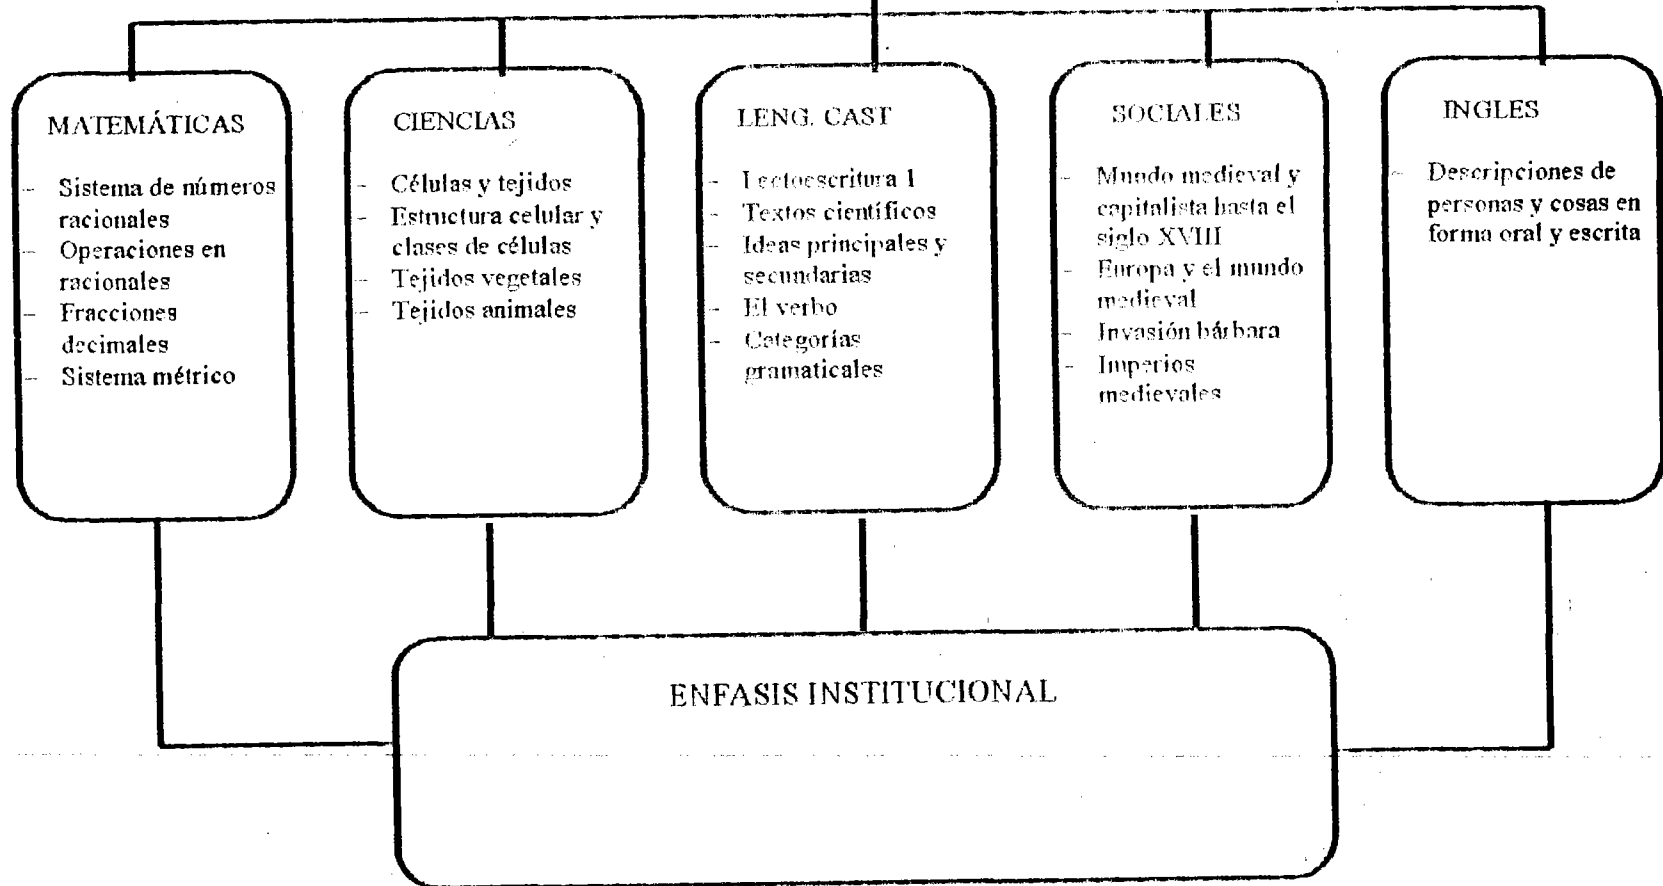 MATEMÁTICAS
- Sistema de números
racionales
- Operaciones en
racionales
- Fracciones
decimales
- Sistema métrico
CIENCIAS
- Células y tejidos
- Estructura celular y
clases de células
- Tejidos vegetales
- Tejidos animales
LENG. CAST
- Lectoescritura 1
- Textos científicos
- Ideas principales y
secundarias
- El verbo
- Categorías
gramaticales
SOCIALES
- Mundo medieval y
capitalista hasta el
siglo XVIII
- Europa y el mundo
medieval
- Invasión bárbara
- Imperios
medievales
INGLES
- Descripciones de
personas y cosas en
forma oral y escrita
ENFASIS INSTITUCIONAL